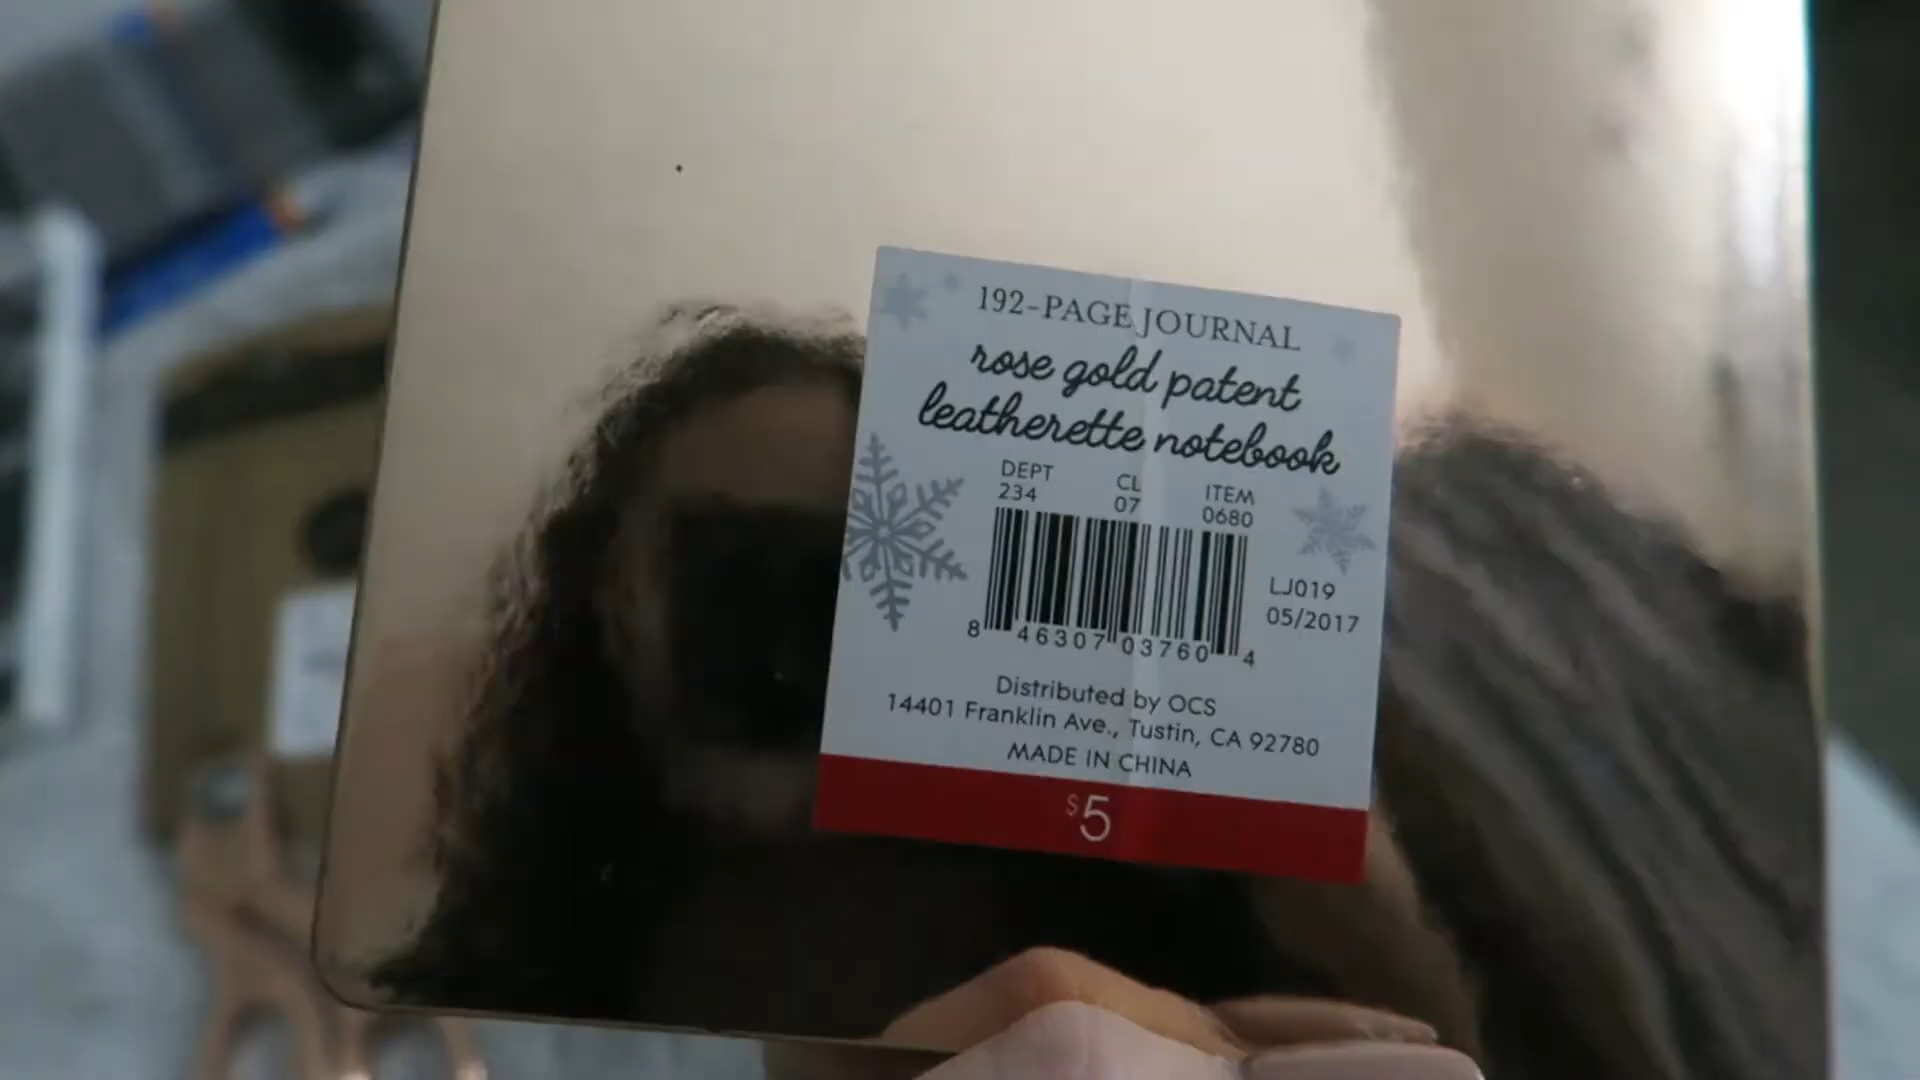 192-PAGE JOURNAL
rose gold patent
leatherette notebook
DEPT CL ITEM
234 07 0680
LJ019
05/2017
8 46307 03760 4
Distributed by OCS
14401 Franklin Ave., Tustin, CA 92780
MADE IN CHINA
$5